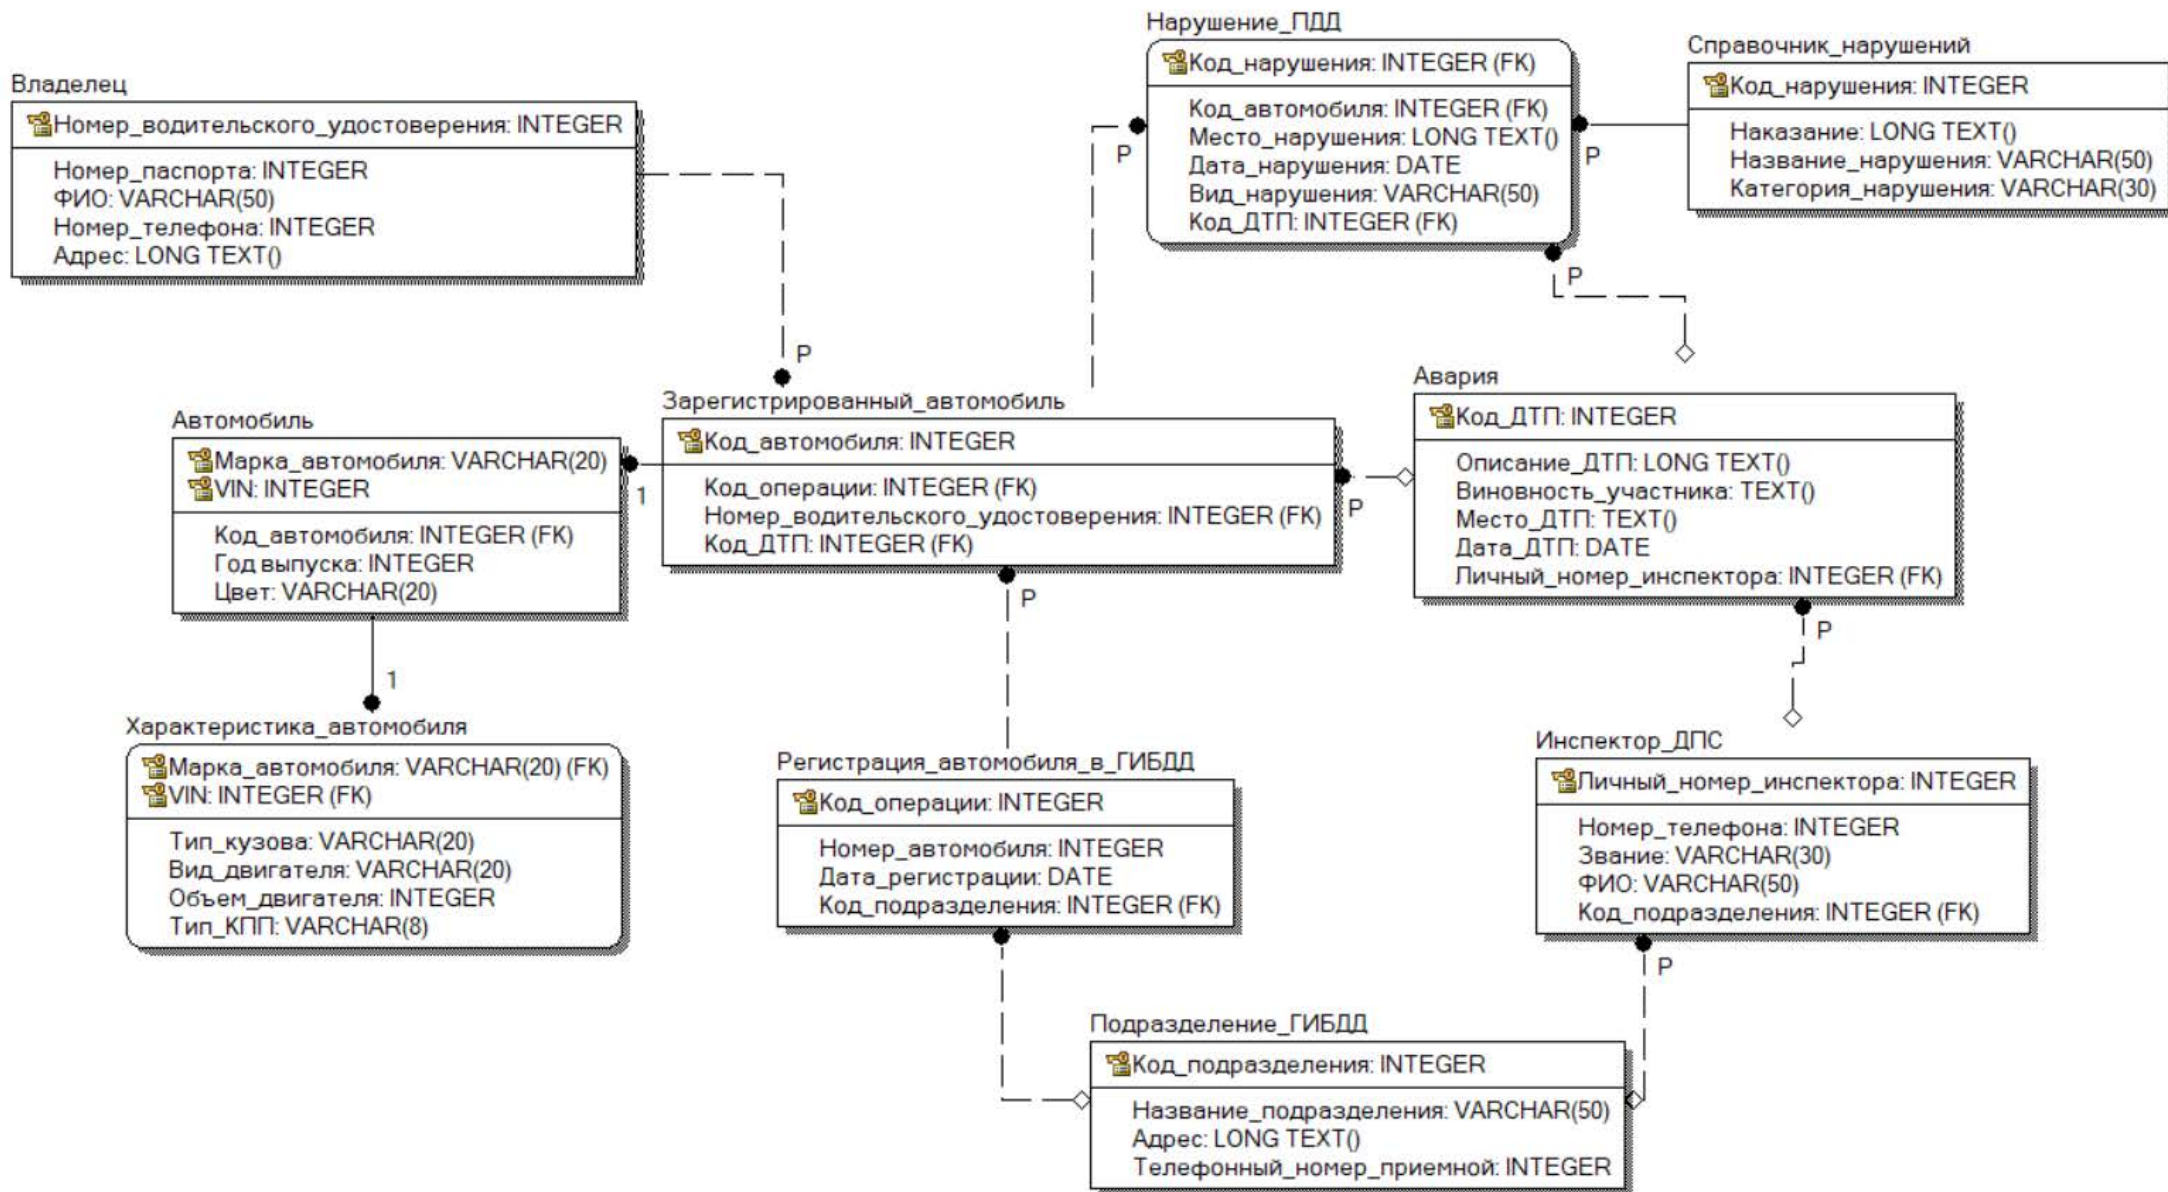 Нарушение_ПДД
Код_нарушения: INTEGER (FK)
Код_автомобиля: INTEGER (FK)
Место_нарушения: LONG TEXT()
Дата_нарушения: DATE
Вид_нарушения: VARCHAR(50)
Код_ДТП: INTEGER (FK)
Справочник_нарушений
Код_нарушения: INTEGER
Наказание: LONG TEXT()
Название_нарушения: VARCHAR(50)
Категория_нарушения: VARCHAR(30)
Владелец
Номер_водительского_удостоверения: INTEGER
Номер_паспорта: INTEGER
ФИО: VARCHAR(50)
Номер_телефона: INTEGER
Адрес: LONG TEXT()
P
P
P
P
Автомобиль
Марка_автомобиля: VARCHAR(20)
VIN: INTEGER
Код_автомобиля: INTEGER (FK)
Год выпуска: INTEGER
Цвет: VARCHAR(20)
1
Зарегистрированный_автомобиль
Код_автомобиля: INTEGER
Код_операции: INTEGER (FK)
Номер_водительского_удостоверения: INTEGER (FK)
Код_ДТП: INTEGER (FK)
P
P
Авария
Код_ДТП: INTEGER
Описание_ДТП: LONG TEXT()
Виновность_участника: TEXT()
Место_ДТП: TEXT()
Дата_ДТП: DATE
Личный_номер_инспектора: INTEGER (FK)
P
1
Характеристика_автомобиля
Марка_автомобиля: VARCHAR(20) (FK)
VIN: INTEGER (FK)
Тип_кузова: VARCHAR(20)
Вид_двигателя: VARCHAR(20)
Объем_двигателя: INTEGER
Тип_КПП: VARCHAR(8)
Регистрация_автомобиля_в_ГИБДД
Код_операции: INTEGER
Номер_автомобиля: INTEGER
Дата_регистрации: DATE
Код_подразделения: INTEGER (FK)
Инспектор_ДПС
Личный_номер_инспектора: INTEGER
Номер_телефона: INTEGER
Звание: VARCHAR(30)
ФИО: VARCHAR(50)
Код_подразделения: INTEGER (FK)
P
Подразделение_ГИБДД
Код_подразделения: INTEGER
Название_подразделения: VARCHAR(50)
Адрес: LONG TEXT()
Телефонный_номер_приемной: INTEGER